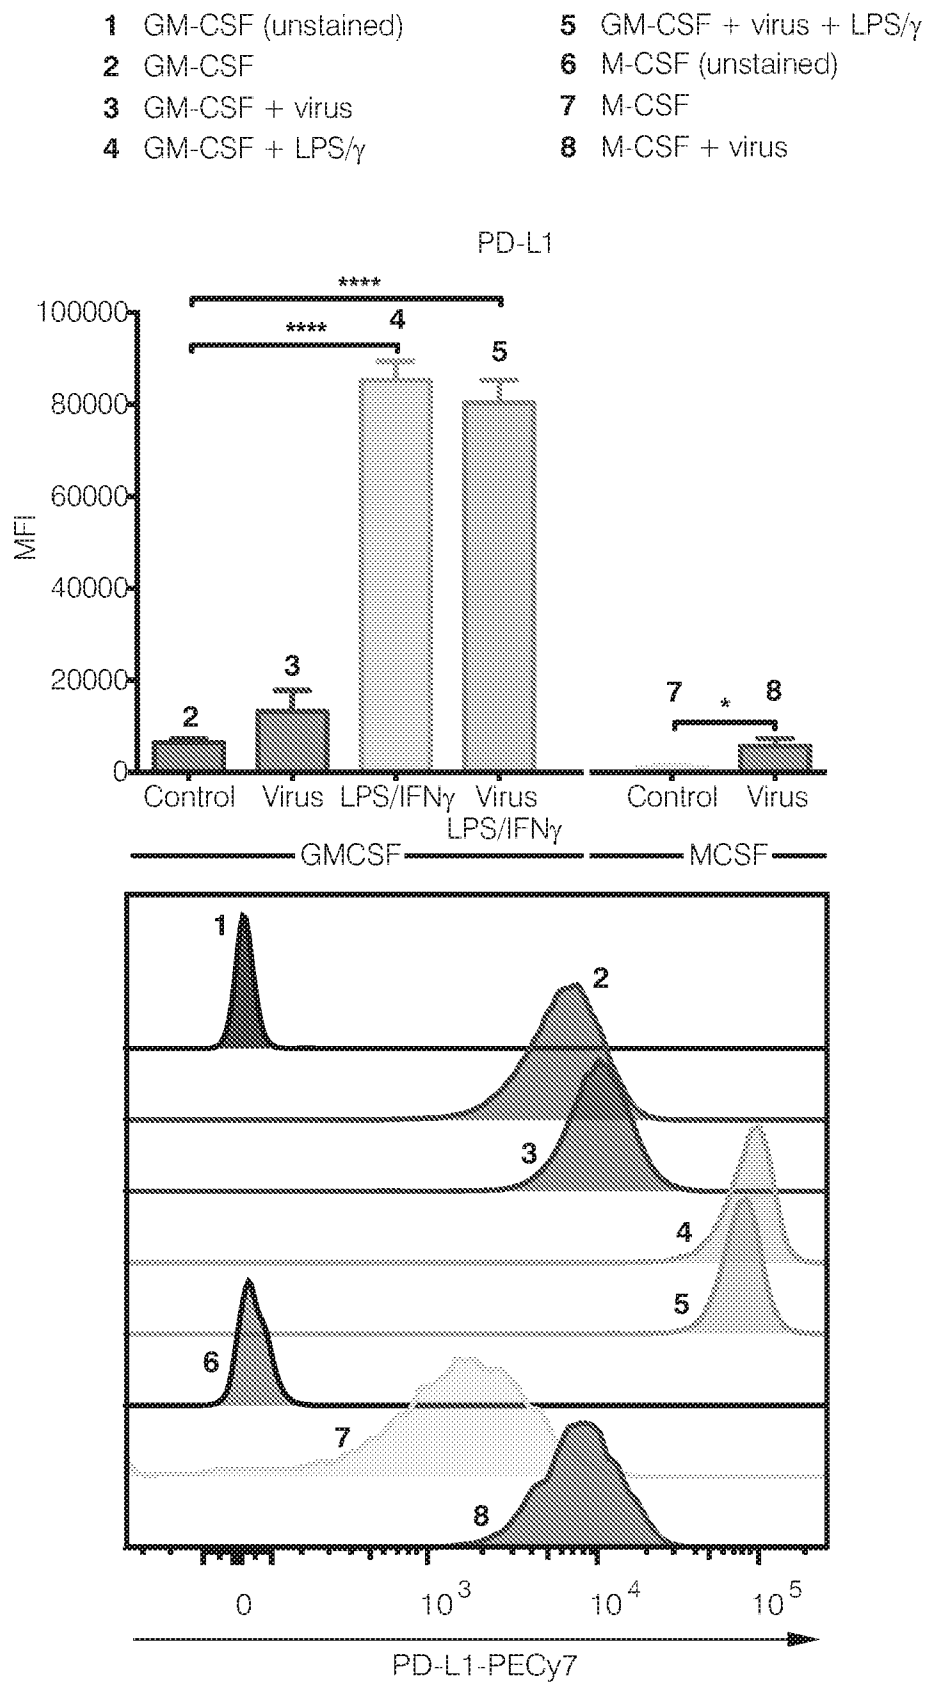 1 GM-CSF (unstained)
2 GM-CSF
3 GM-CSF + virus
4 GM-CSF + LPS/γ
5 GM-CSF + virus + LPS/γ
6 M-CSF (unstained)
7 M-CSF
8 M-CSF + virus
PD-L1
****
****
4
5
3
2
7
*
8
MFI
100000
80000
60000
40000
20000
0
Control Virus LPS/IFNγ Virus Control Virus
LPS/IFNγ
GMCSF MCSF
1
2
3
4
5
6
7
8
0 10³ 10⁴ 10⁵
PD-L1-PECy7